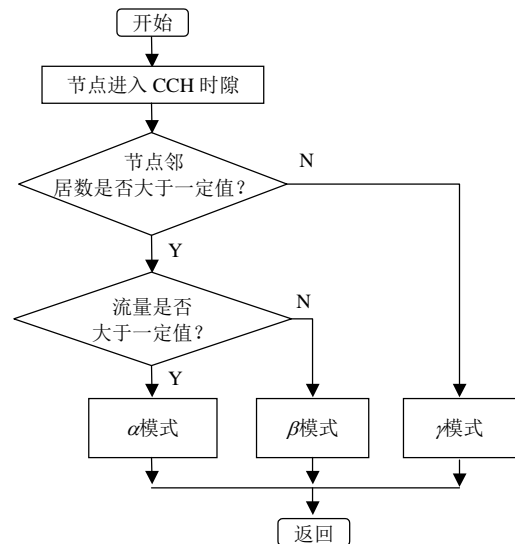 开始
节点进入 CCH 时隙
节点邻
居数是否大于一定值？
N
Y
流量是否
大于一定值？
N
Y
α模式
β模式
γ模式
返回